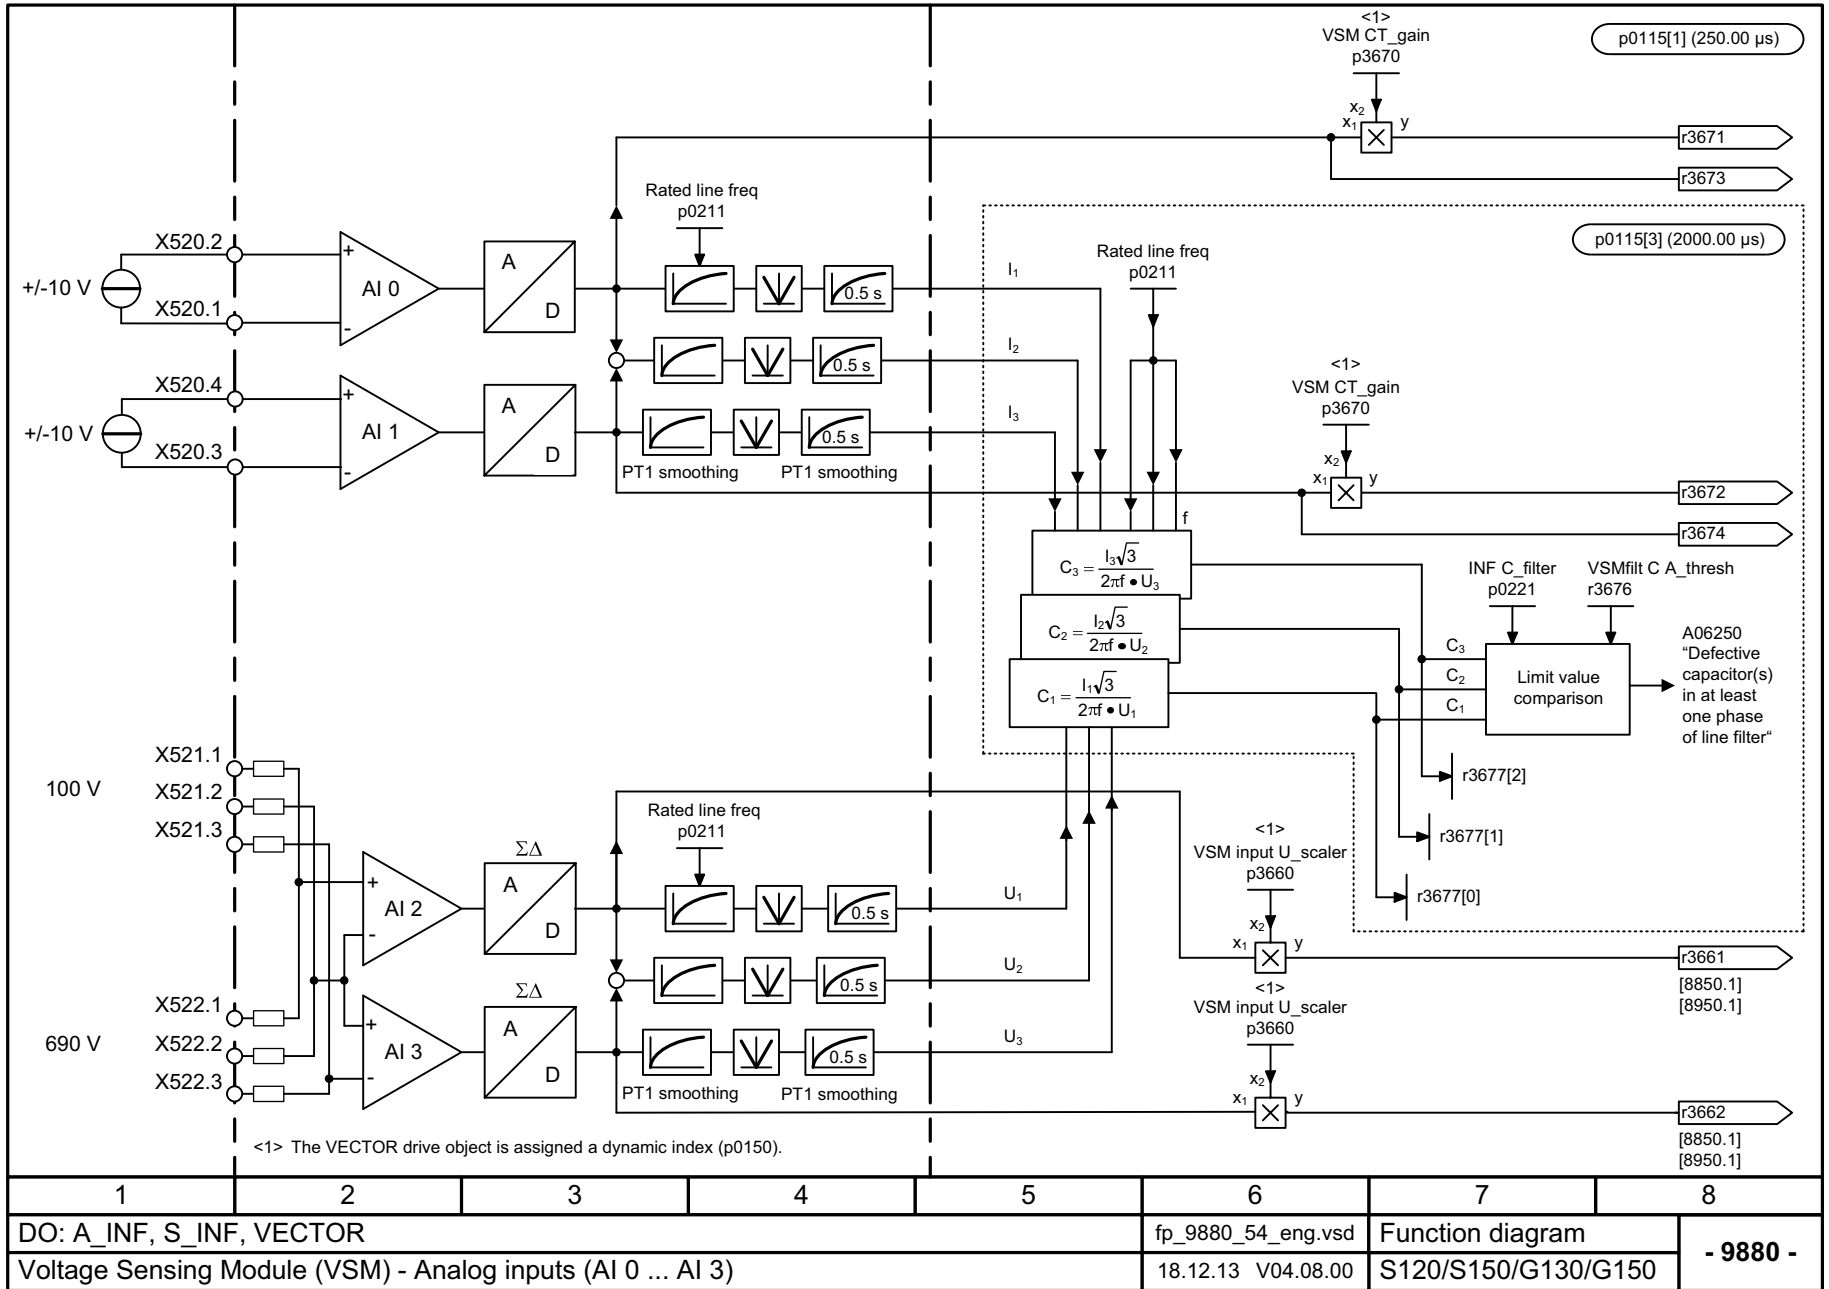 <1>
VSM CT_gain
p3670
p0115[1] (250.00 µs)
x2
x1
y
r3671
r3673
Rated line freq
p0211
p0115[3] (2000.00 µs)
X520.2
+/-10 V
X520.1
+
AI 0
-
A
D
0.5 s
I1
Rated line freq
p0211
0.5 s
I2
X520.4
+/-10 V
X520.3
+
AI 1
-
A
D
0.5 s
I3
PT1 smoothing
PT1 smoothing
<1>
VSM CT_gain
p3670
x2
x1
y
r3672
r3674
f
C3 = I3√3 / 2πf • U3
C2 = I2√3 / 2πf • U2
C1 = I1√3 / 2πf • U1
INF C_filter
p0221
VSMfilt C A_thresh
r3676
C3
C2
C1
Limit value
comparison
A06250
“Defective
capacitor(s)
in at least
one phase
of line filter“
r3677[2]
r3677[1]
r3677[0]
100 V
X521.1
X521.2
X521.3
Rated line freq
p0211
ΣΔ
+
AI 2
-
A
D
0.5 s
U1
0.5 s
U2
690 V
X522.1
X522.2
X522.3
ΣΔ
+
AI 3
-
A
D
0.5 s
U3
PT1 smoothing
PT1 smoothing
<1>
VSM input U_scaler
p3660
x2
x1
y
r3661
[8850.1]
[8950.1]
<1>
VSM input U_scaler
p3660
x2
x1
y
r3662
[8850.1]
[8950.1]
<1> The VECTOR drive object is assigned a dynamic index (p0150).
1 2 3 4 5 6 7 8
DO: A_INF, S_INF, VECTOR
fp_9880_54_eng.vsd
Function diagram
- 9880 -
Voltage Sensing Module (VSM) - Analog inputs (AI 0 ... AI 3)
18.12.13 V04.08.00
S120/S150/G130/G150